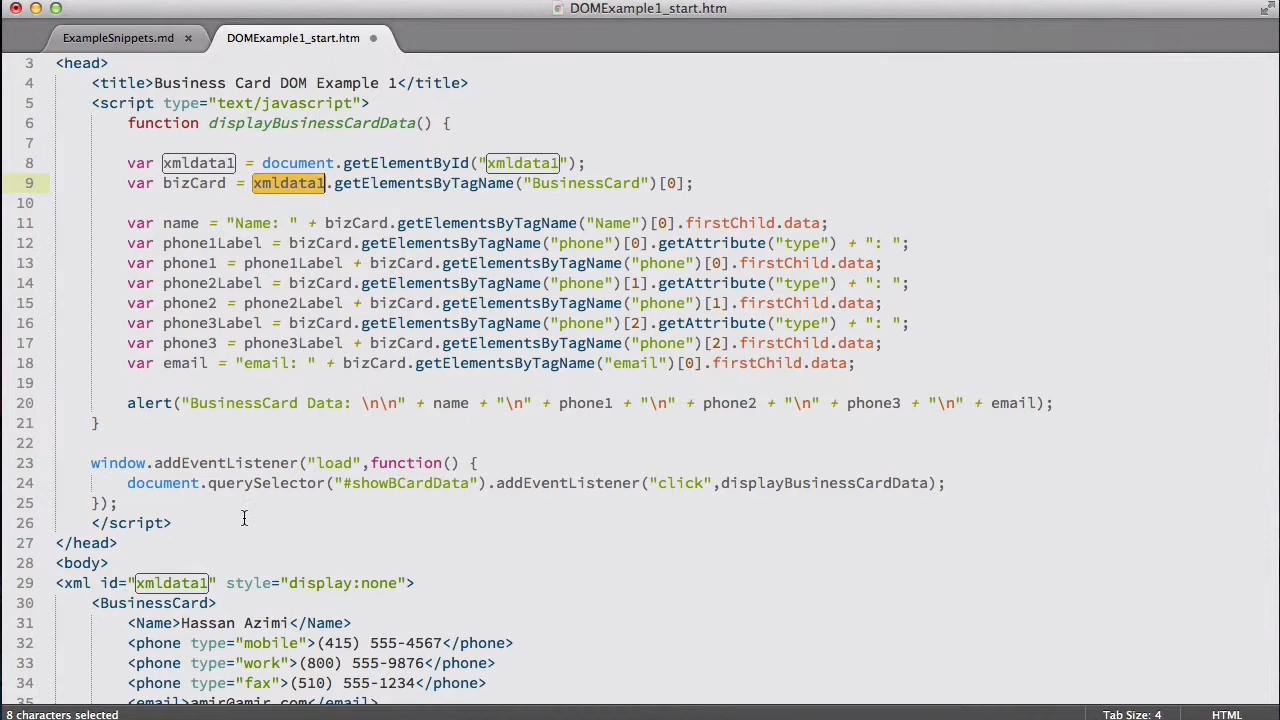 DOMExample1_start.htm
ExampleSnippets.md ×
DOMExample1_start.htm
3 <head>
4 <title>Business Card DOM Example 1</title>
5 <script type="text/javascript">
6 function displayBusinessCardData() {
7
8 var xmldata1 = document.getElementById("xmldata1");
9 var bizCard = xmldata1.getElementsByTagName("BusinessCard")[0];
10
11 var name = "Name: " + bizCard.getElementsByTagName("Name")[0].firstChild.data;
12 var phone1Label = bizCard.getElementsByTagName("phone")[0].getAttribute("type") + ": ";
13 var phone1 = phone1Label + bizCard.getElementsByTagName("phone")[0].firstChild.data;
14 var phone2Label = bizCard.getElementsByTagName("phone")[1].getAttribute("type") + ": ";
15 var phone2 = phone2Label + bizCard.getElementsByTagName("phone")[1].firstChild.data;
16 var phone3Label = bizCard.getElementsByTagName("phone")[2].getAttribute("type") + ": ";
17 var phone3 = phone3Label + bizCard.getElementsByTagName("phone")[2].firstChild.data;
18 var email = "email: " + bizCard.getElementsByTagName("email")[0].firstChild.data;
19
20 alert("BusinessCard Data: \n\n" + name + "\n" + phone1 + "\n" + phone2 + "\n" + phone3 + "\n" + email);
21 }
22
23 window.addEventListener("load",function() {
24 document.querySelector("#showBCardData").addEventListener("click",displayBusinessCardData);
25 });
26 </script>
27 </head>
28 <body>
29 <xml id="xmldata1" style="display:none">
30 <BusinessCard>
31 <Name>Hassan Azimi</Name>
32 <phone type="mobile">(415) 555-4567</phone>
33 <phone type="work">(800) 555-9876</phone>
34 <phone type="fax">(510) 555-1234</phone>
35 <email>amir@amir.com</email>
8 characters selected
Tab Size: 4
HTML